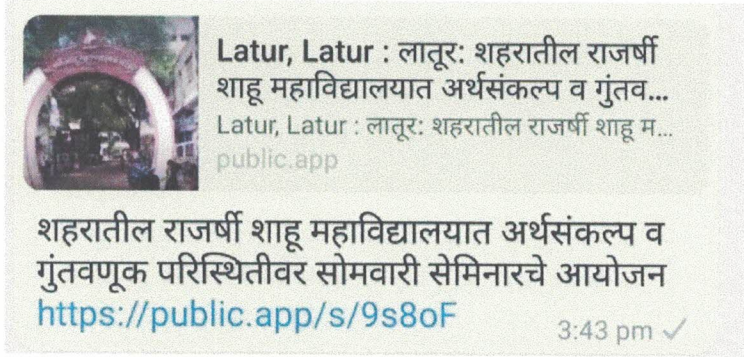 Latur, Latur : लातूर: शहरातील राजर्षी
शाहू महाविद्यालयात अर्थसंकल्प व गुंतव...
Latur, Latur : लातूर: शहरातील राजर्षी शाहू म...
public.app
शहरातील राजर्षी शाहू महाविद्यालयात अर्थसंकल्प व
गुंतवणूक परिस्थितीवर सोमवारी सेमिनारचे आयोजन
https://public.app/s/9s8oF
3:43 pm